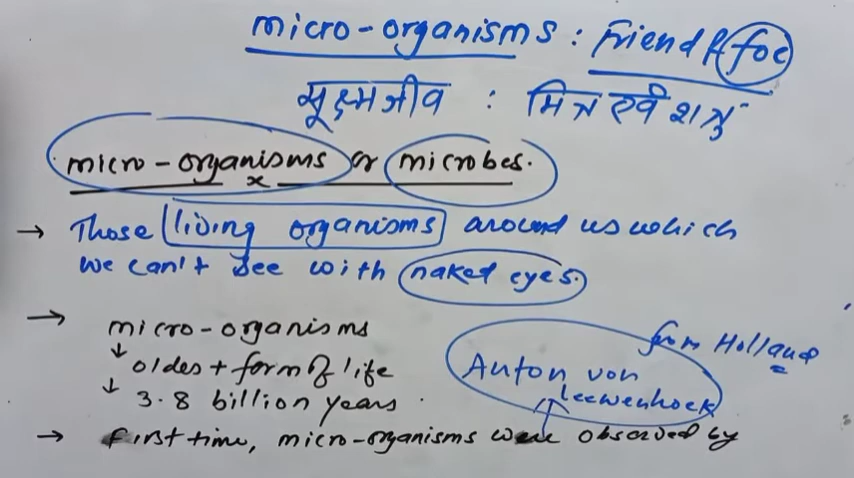 micro-organisms : Friend & foe
सूक्ष्मजीव : मित्र एवं शत्रु
micro-organisms or microbes.
x
→ Those living organisms around us which
we can't see with naked eyes.
→ micro-organisms
↓ oldest form of life
↓ 3.8 billion years
from Holland
Anton von
Leewenhoek
→ First time, micro-organisms were observed by